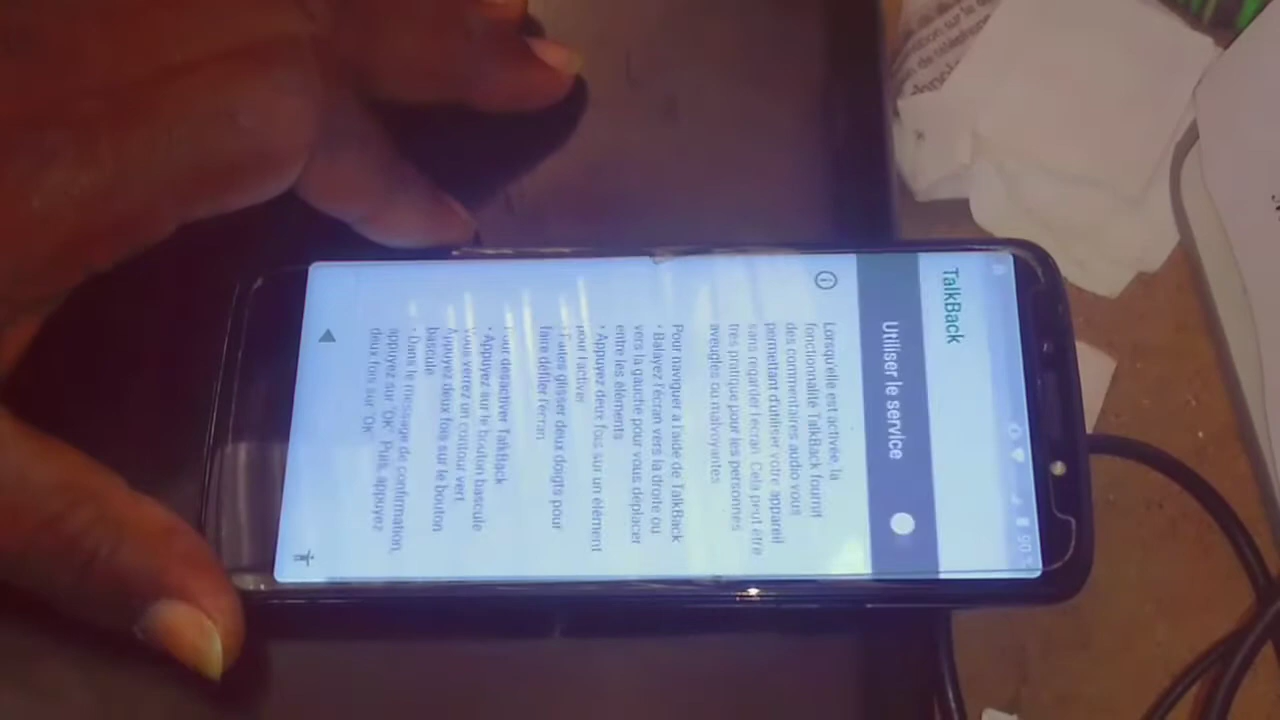 90
TalkBack
Utiliser le service
Lorsqu'elle est activée, la
fonctionnalité TalkBack fournit
des commentaires audio vous
permettant d'utiliser votre appareil
sans regarder l'écran. Cela peut être
très pratique pour les personnes
aveugles ou malvoyantes
Pour naviguer à l'aide de TalkBack
• Balayez l'écran vers la droite ou
vers la gauche pour vous déplacer
entre les éléments
• Appuyez deux fois sur un élément
pour l'activer
• Faites glisser deux doigts pour
faire défiler l'écran
Pour désactiver TalkBack
• Appuyez sur le bouton bascule
Vous verrez un contour vert
Appuyez deux fois sur le bouton
bascule
• Dans le message de confirmation,
appuyez sur "OK". Puis, appuyez
deux fois sur "OK"